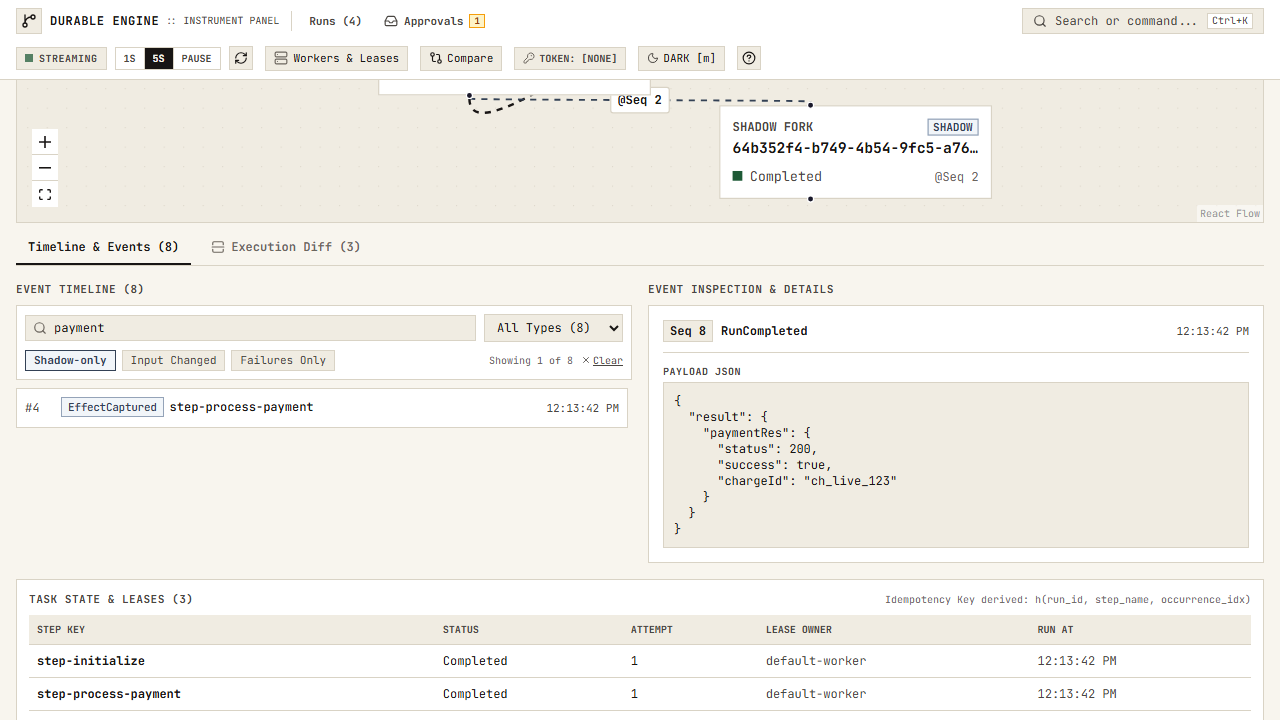 DURABLE ENGINE :: INSTRUMENT PANEL
Runs (4)
Approvals 1
Search or command... Ctrl+K
STREAMING
1S 5S PAUSE
Workers & Leases
Compare
TOKEN: [NONE]
DARK [m]
@Seq 2
SHADOW FORK SHADOW
64b352f4-b749-4b54-9fc5-a76…
Completed @Seq 2
React Flow
Timeline & Events (8)
Execution Diff (3)
EVENT TIMELINE (8)
payment
All Types (8)
Shadow-only
Input Changed
Failures Only
Showing 1 of 8
Clear
#4 EffectCaptured step-process-payment 12:13:42 PM
EVENT INSPECTION & DETAILS
Seq 8 RunCompleted 12:13:42 PM
PAYLOAD JSON
{
"result": {
"paymentRes": {
"status": 200,
"success": true,
"chargeId": "ch_live_123"
}
}
}
TASK STATE & LEASES (3)
Idempotency Key derived: h(run_id, step_name, occurrence_idx)
STEP KEY STATUS ATTEMPT LEASE OWNER RUN AT
step-initialize Completed 1 default-worker 12:13:42 PM
step-process-payment Completed 1 default-worker 12:13:42 PM